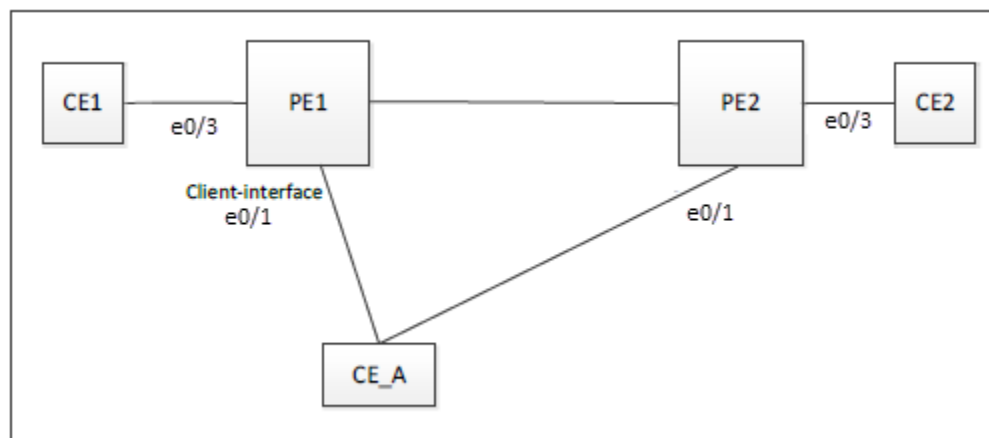 CE1
PE1
PE2
CE2
e0/3
e0/3
Client-interface
e0/1
e0/1
CE_A